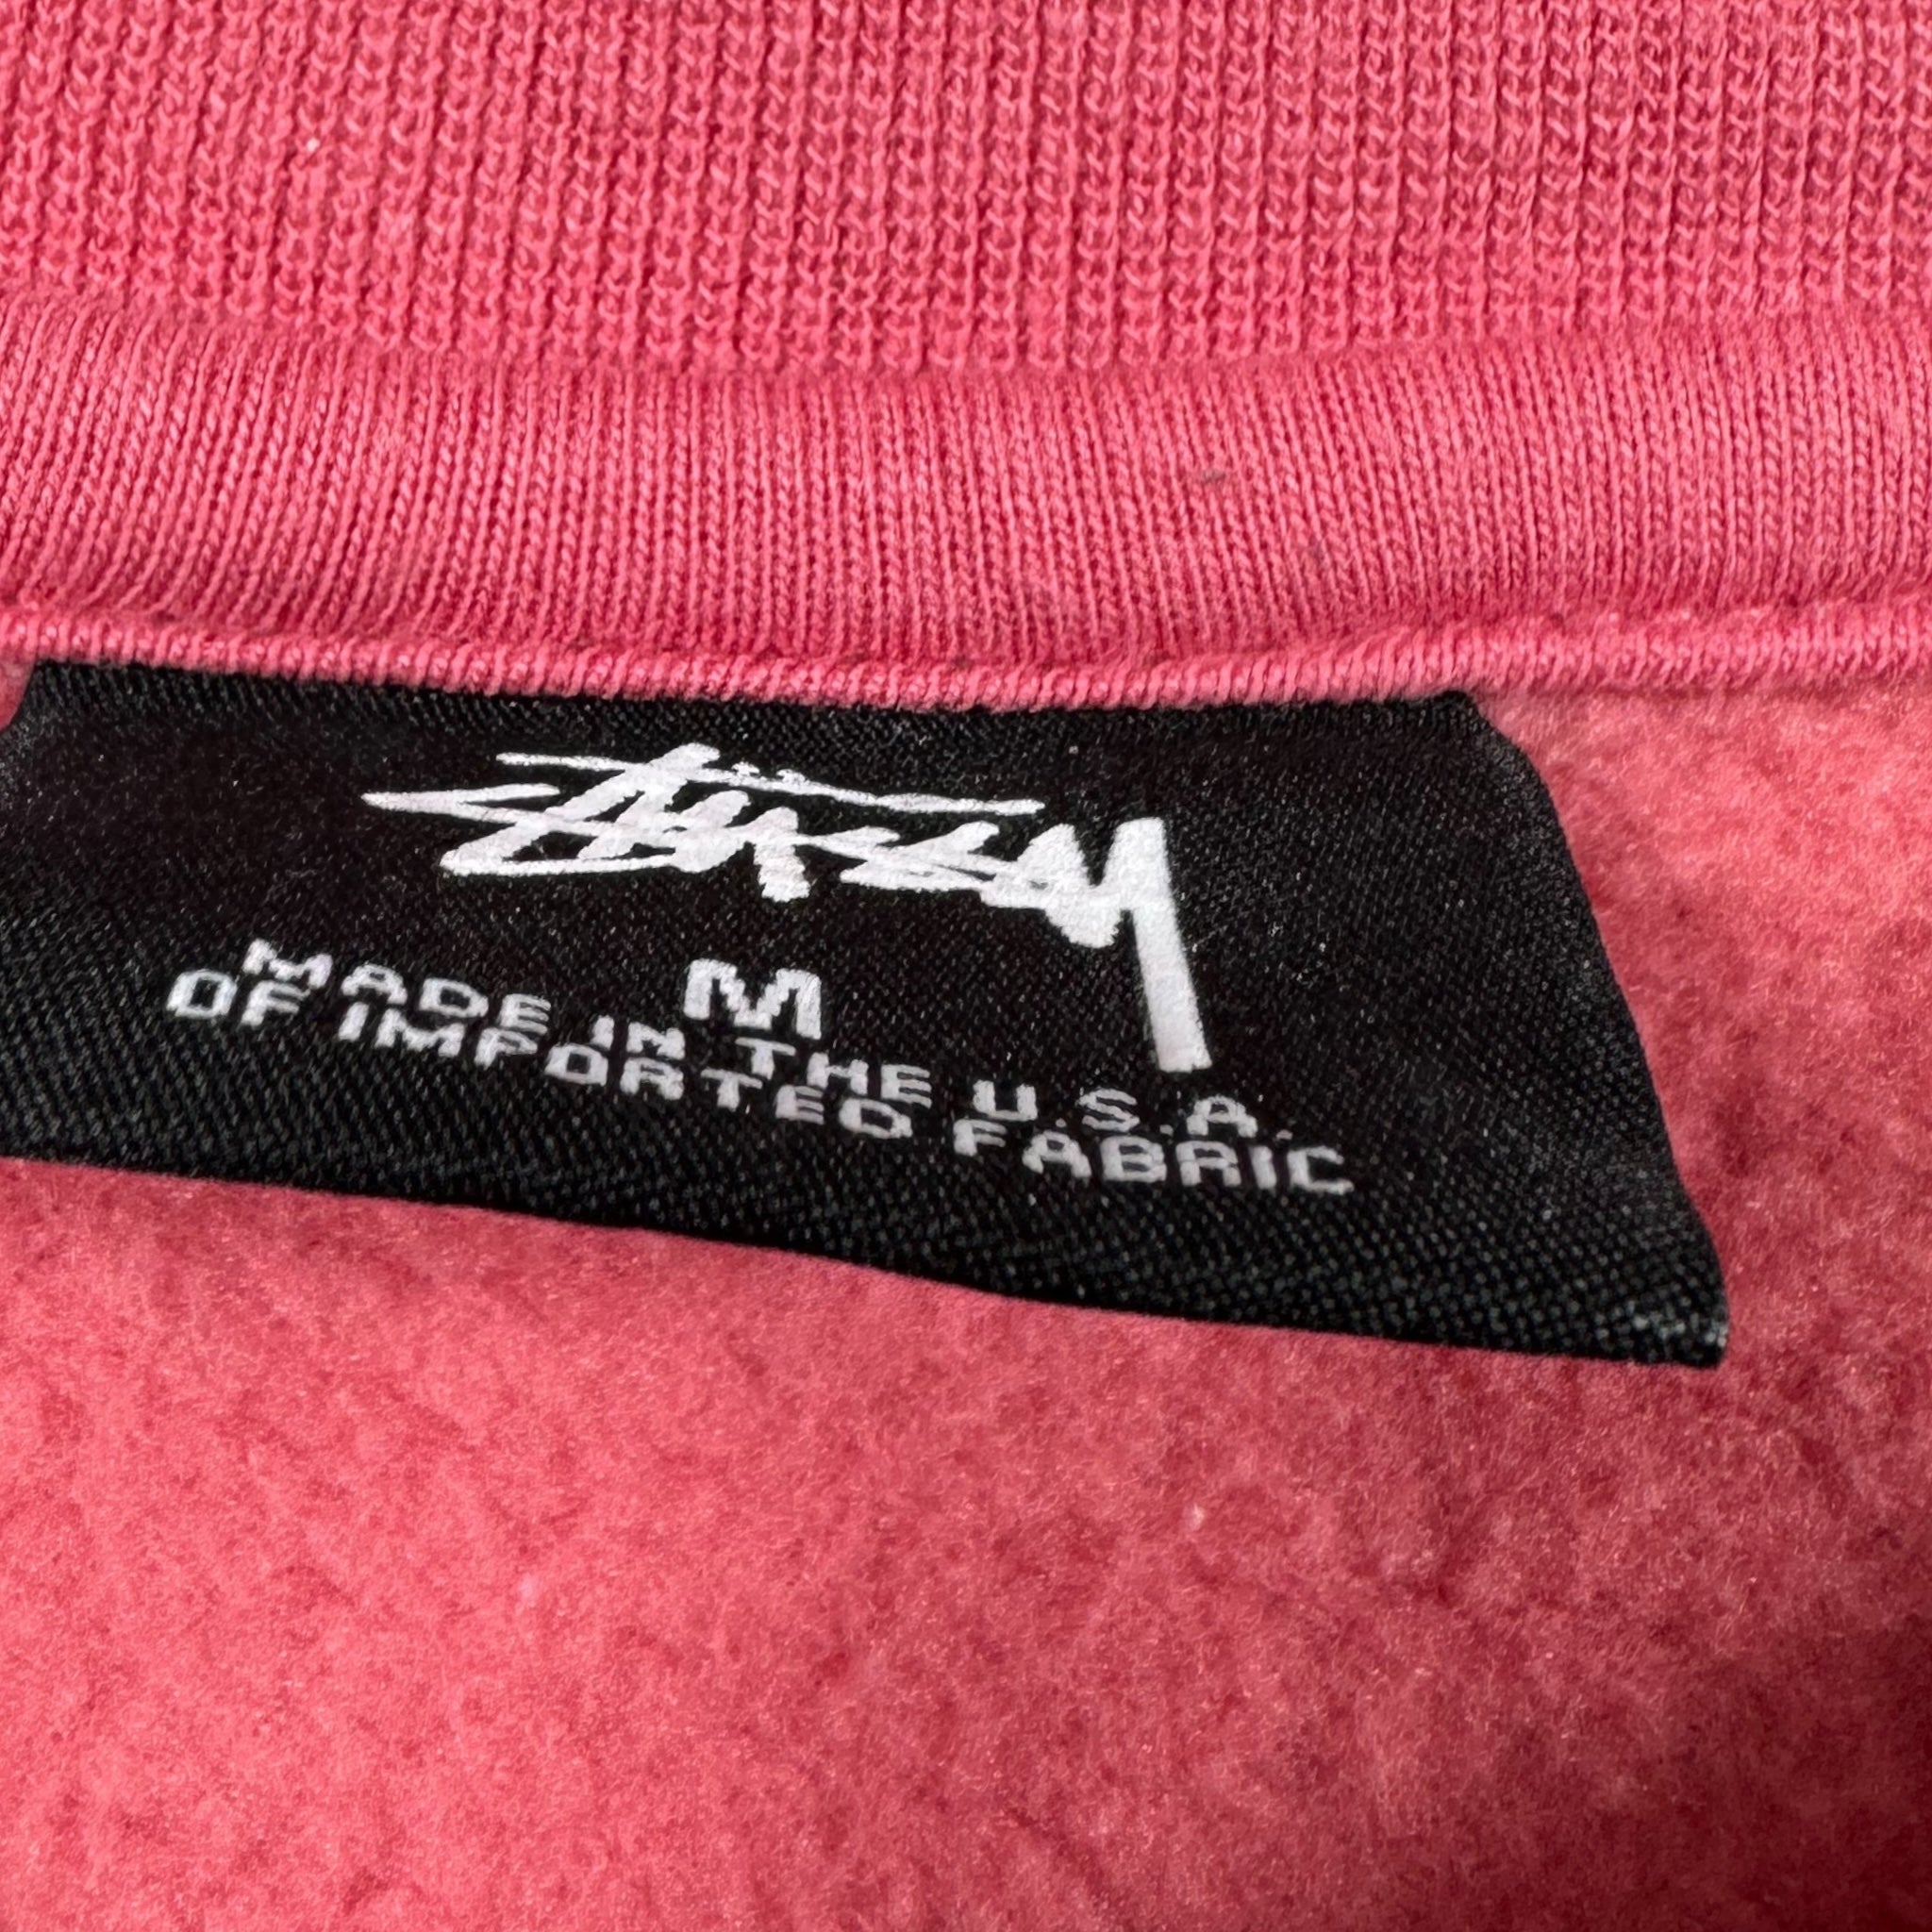 Stüssy
M
MADE IN THE U.S.A.
OF IMPORTED FABRIC